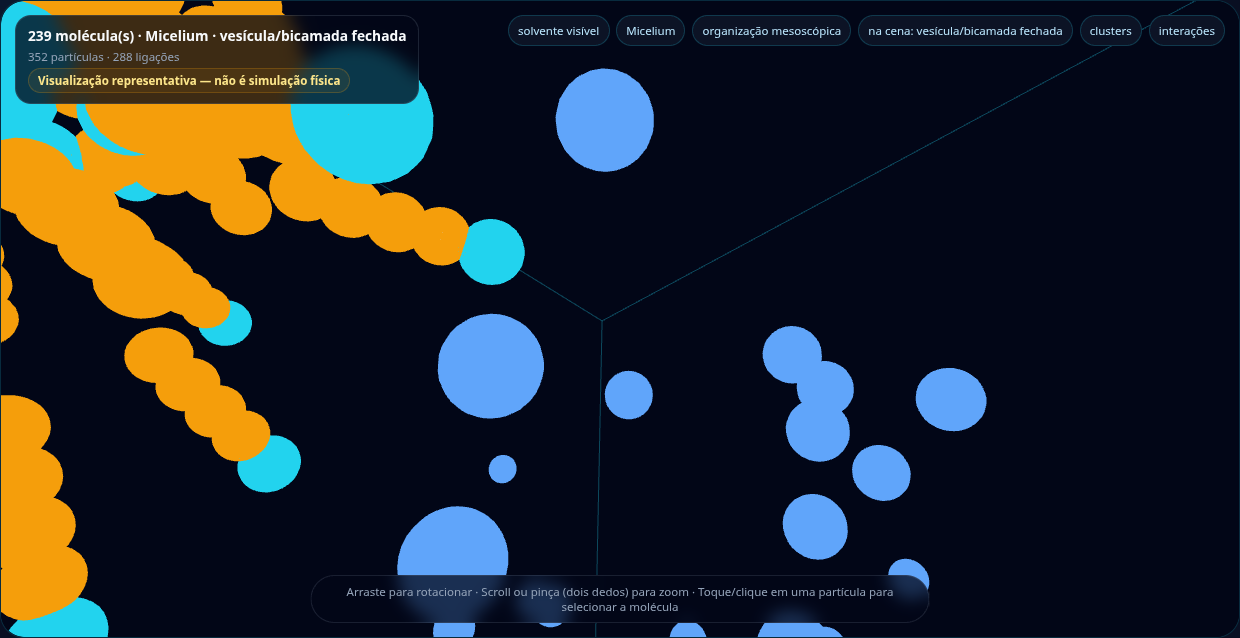 239 molécula(s) · Micelium · vesícula/bicamada fechada
352 partículas · 288 ligações
Visualização representativa — não é simulação física
solvente visível
Micelium
organização mesoscópica
na cena: vesícula/bicamada fechada
clusters
interações
Arraste para rotacionar · Scroll ou pinça (dois dedos) para zoom · Toque/clique em uma partícula para
selecionar a molécula